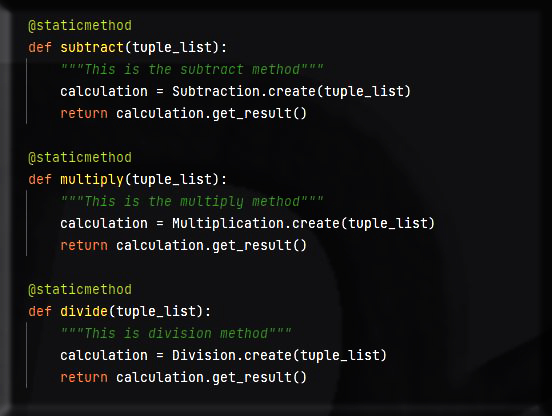 @staticmethod
def subtract(tuple_list):
    """This is the subtract method"""
    calculation = Subtraction.create(tuple_list)
    return calculation.get_result()

@staticmethod
def multiply(tuple_list):
    """This is the multiply method"""
    calculation = Multiplication.create(tuple_list)
    return calculation.get_result()

@staticmethod
def divide(tuple_list):
    """This is division method"""
    calculation = Division.create(tuple_list)
    return calculation.get_result()